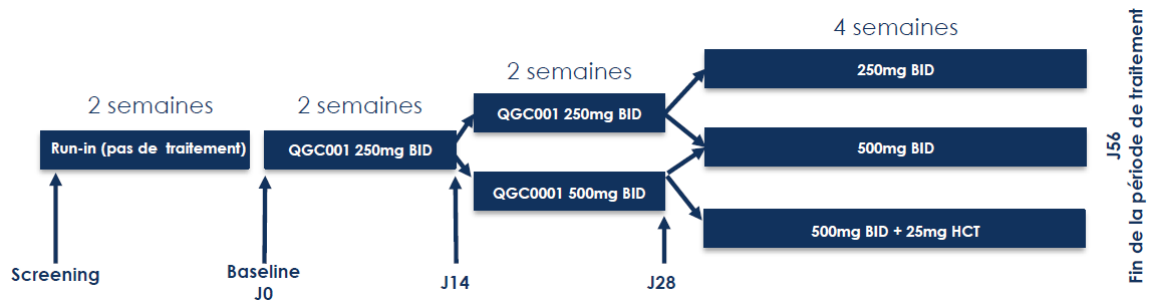 4 semaines
2 semaines
250mg BID
2 semaines
2 semaines
QGC001 250mg BID
Run-in (pas de traitement)
QGC001 250mg BID
500mg BID
QGC0001 500mg BID
500mg BID + 25mg HCT
Screening
Baseline
J0
J14
J28
J56
Fin de la période de traitement